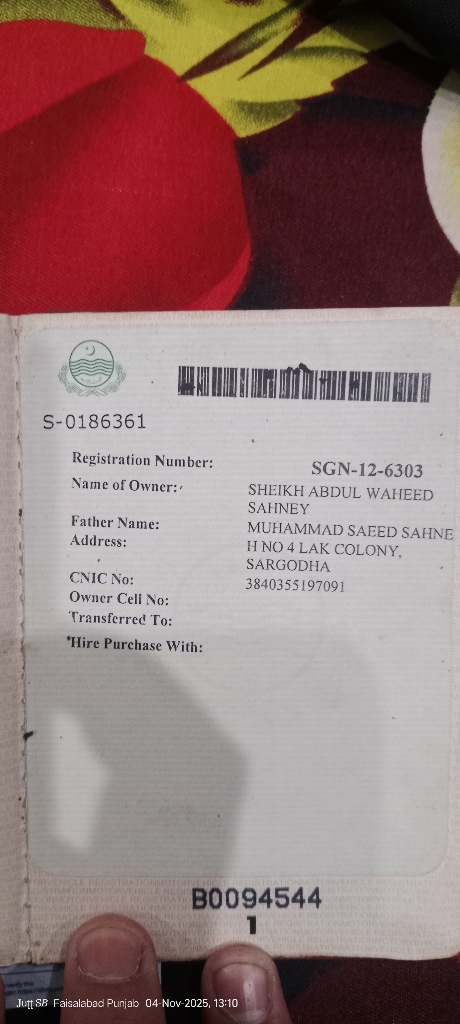 S-0186361
Registration Number: SGN-12-6303
Name of Owner: SHEIKH ABDUL WAHEED
SAHNEY
Father Name: MUHAMMAD SAEED SAHNE
Address: H NO 4 LAK COLONY,
SARGODHA
CNIC No: 3840355197091
Owner Cell No:
Transferred To:
*Hire Purchase With:
B0094544
1
Jutt SB Faisalabad Punjab 04-Nov-2025, 13:10